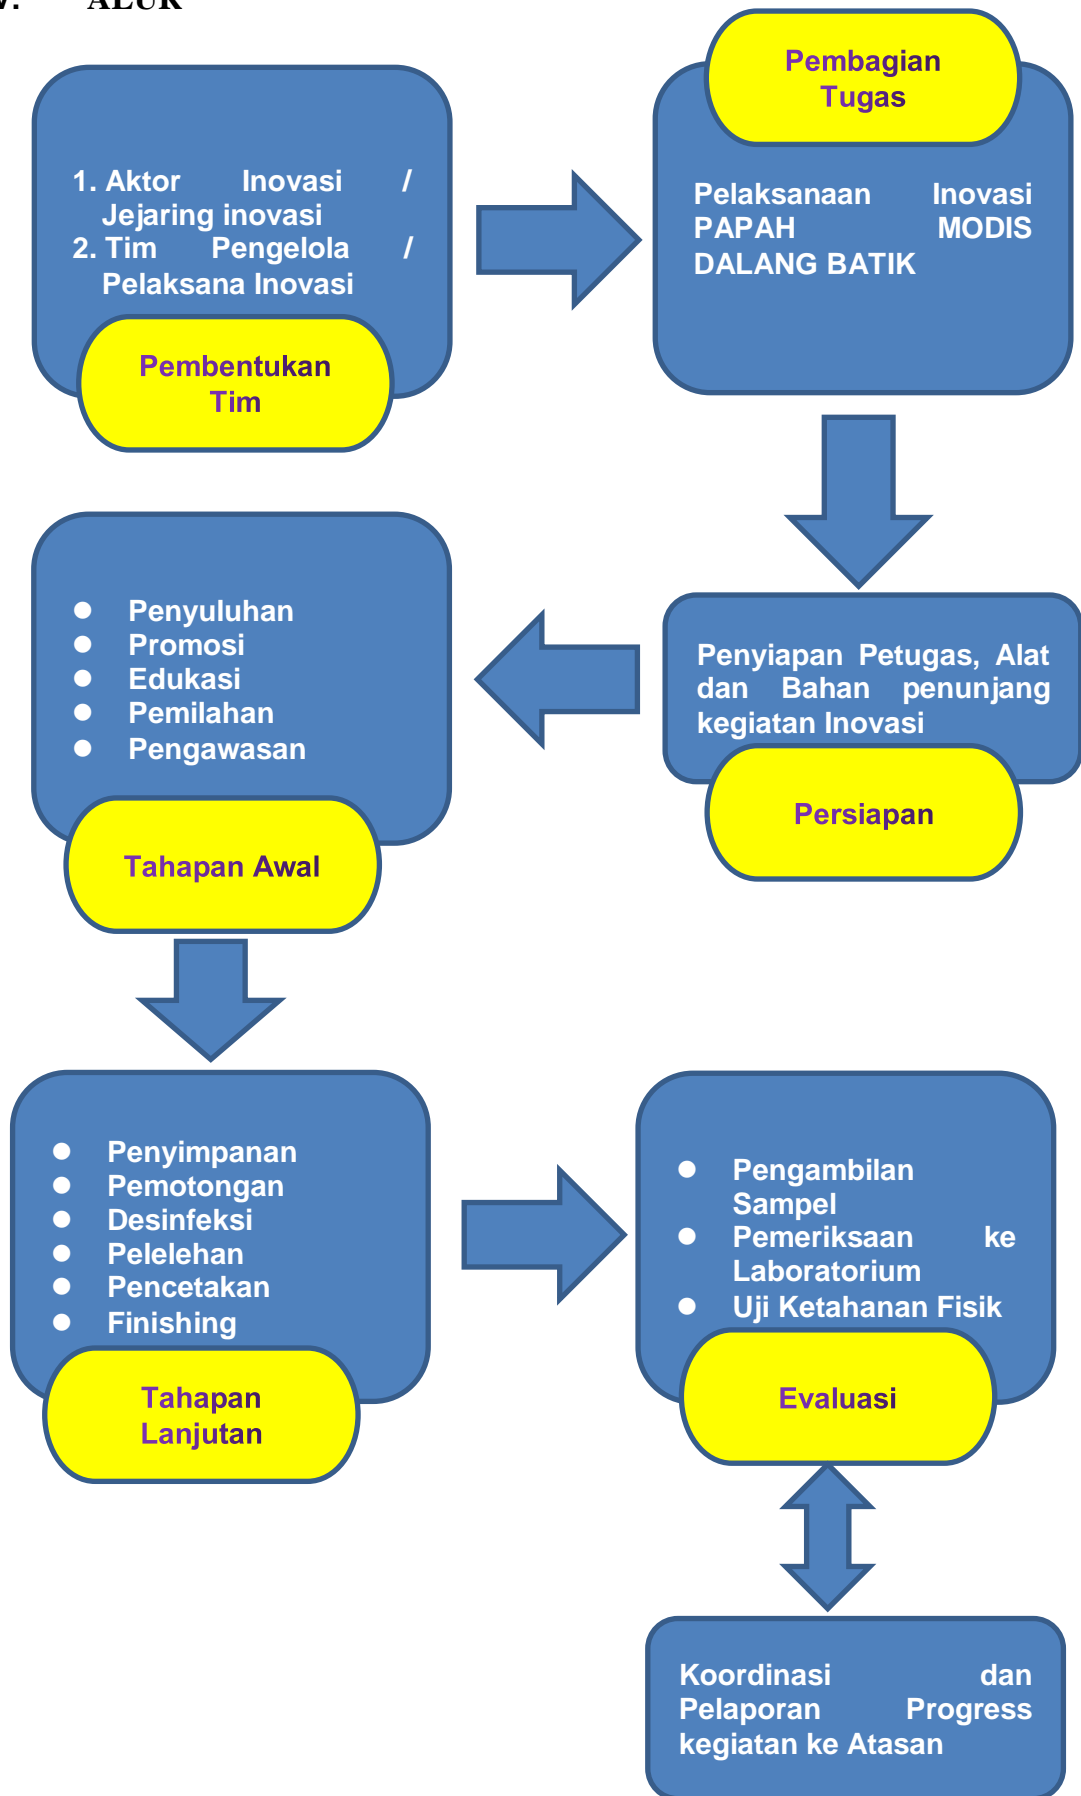 V. ALUR
1. Aktor Inovasi /
Jejaring inovasi
2. Tim Pengelola /
Pelaksana Inovasi
Pembentukan
Tim
Pembagian
Tugas
Pelaksanaan Inovasi
PAPAH MODIS
DALANG BATIK
Penyiapan Petugas, Alat
dan Bahan penunjang
kegiatan Inovasi
Persiapan
● Penyuluhan
● Promosi
● Edukasi
● Pemilahan
● Pengawasan
Tahapan Awal
● Penyimpanan
● Pemotongan
● Desinfeksi
● Pelelehan
● Pencetakan
● Finishing
Tahapan
Lanjutan
● Pengambilan
Sampel
● Pemeriksaan ke
Laboratorium
● Uji Ketahanan Fisik
Evaluasi
Koordinasi dan
Pelaporan Progress
kegiatan ke Atasan